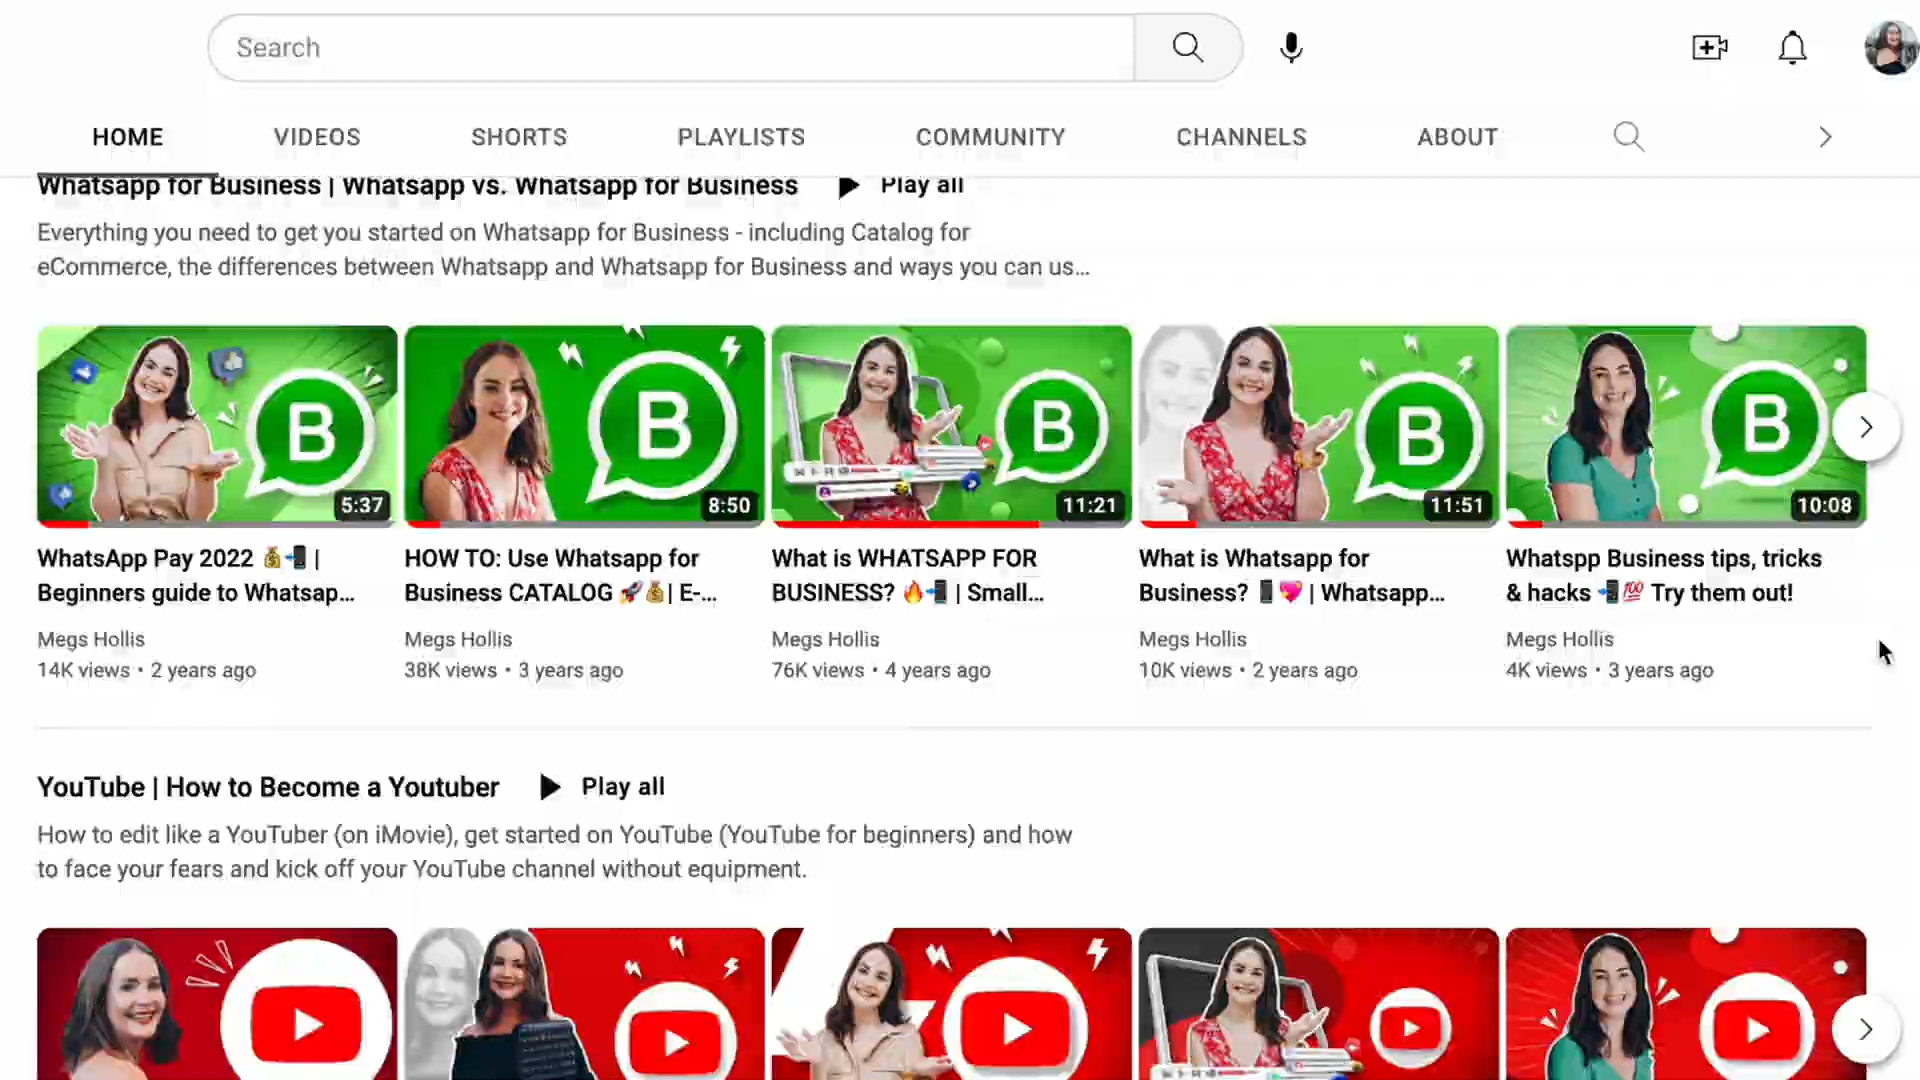 Search
HOME VIDEOS SHORTS PLAYLISTS COMMUNITY CHANNELS ABOUT
Whatsapp for Business | Whatsapp vs. Whatsapp for Business Play all
Everything you need to get you started on Whatsapp for Business - including Catalog for
eCommerce, the differences between Whatsapp and Whatsapp for Business and ways you can us...
B 5:37
B 8:50
B 11:21
B 11:51
B 10:08
WhatsApp Pay 2022 💰📲 |
Beginners guide to Whatsap...
Megs Hollis
14K views • 2 years ago
HOW TO: Use Whatsapp for
Business CATALOG 🚀💰| E-...
Megs Hollis
38K views • 3 years ago
What is WHATSAPP FOR
BUSINESS? 🔥📲 | Small...
Megs Hollis
76K views • 4 years ago
What is Whatsapp for
Business? 📱💖 | Whatsapp...
Megs Hollis
10K views • 2 years ago
Whatspp Business tips, tricks
& hacks 📲💯 Try them out!
Megs Hollis
4K views • 3 years ago
YouTube | How to Become a Youtuber Play all
How to edit like a YouTuber (on iMovie), get started on YouTube (YouTube for beginners) and how
to face your fears and kick off your YouTube channel without equipment.